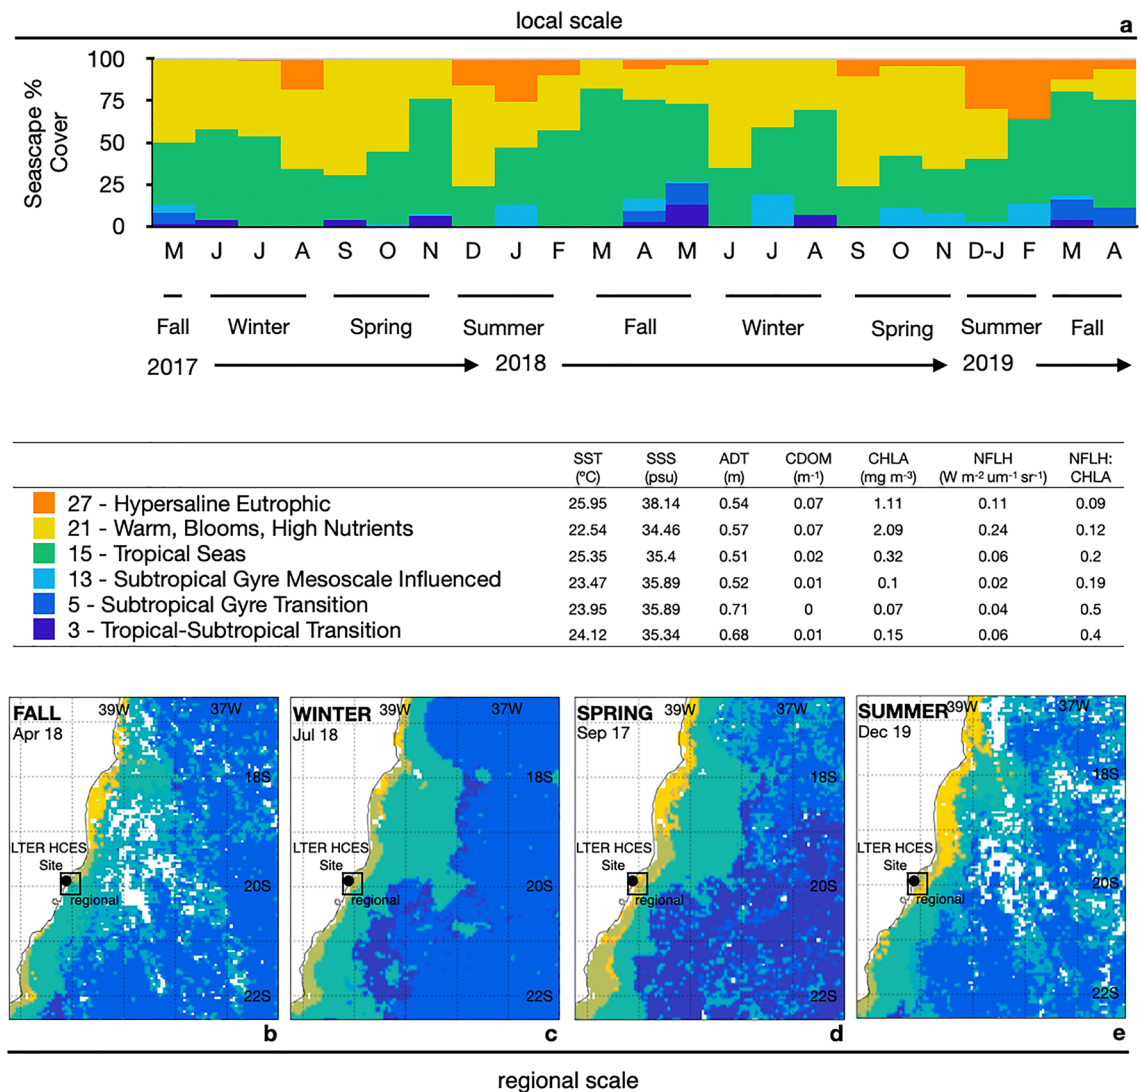 local scale
a
Seascape %
Cover
100
75
50
25
0
M J J A S O N D J F M A M J J A S O N D-J F M A
Fall Winter Spring Summer Fall Winter Spring Summer Fall
2017 2018 2019
SST SSS ADT CDOM CHLA NFLH NFLH:
(°C) (psu) (m) (m-1) (mg m-3) (W m-2 um-1 sr-1) CHLA
27 - Hypersaline Eutrophic 25.95 38.14 0.54 0.07 1.11 0.11 0.09
21 - Warm, Blooms, High Nutrients 22.54 34.46 0.57 0.07 2.09 0.24 0.12
15 - Tropical Seas 25.35 35.4 0.51 0.02 0.32 0.06 0.2
13 - Subtropical Gyre Mesoscale Influenced 23.47 35.89 0.52 0.01 0.1 0.02 0.19
5 - Subtropical Gyre Transition 23.95 35.89 0.71 0 0.07 0.04 0.5
3 - Tropical-Subtropical Transition 24.12 35.34 0.68 0.01 0.15 0.06 0.4
FALL 39W 37W
Apr 18
18S
LTER HCES
Site
20S
regional
22S
b
WINTER 39W 37W
Jul 18
18S
LTER HCES
Site
20S
regional
22S
c
SPRING 39W 37W
Sep 17
18S
LTER HCES
Site
20S
regional
22S
d
SUMMER 39W 37W
Dec 19
18S
LTER HCES
Site
20S
regional
22S
e
regional scale